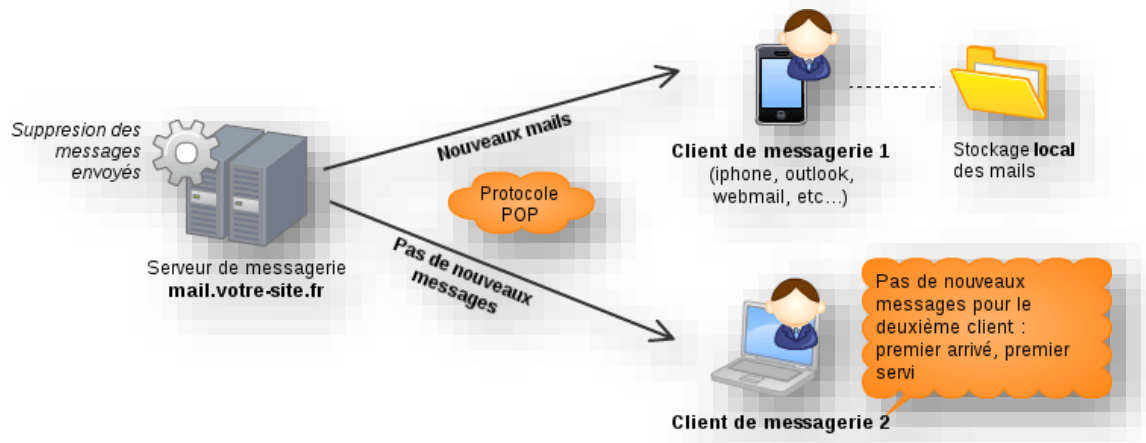 Suppresion des
messages
envoyés
Serveur de messagerie
mail.votre-site.fr
Nouveaux mails
Protocole
POP
Pas de nouveaux
messages
Client de messagerie 1
(iphone, outlook,
webmail, etc...)
Stockage local
des mails
Pas de nouveaux
messages pour le
deuxième client :
premier arrivé, premier
servi
Client de messagerie 2